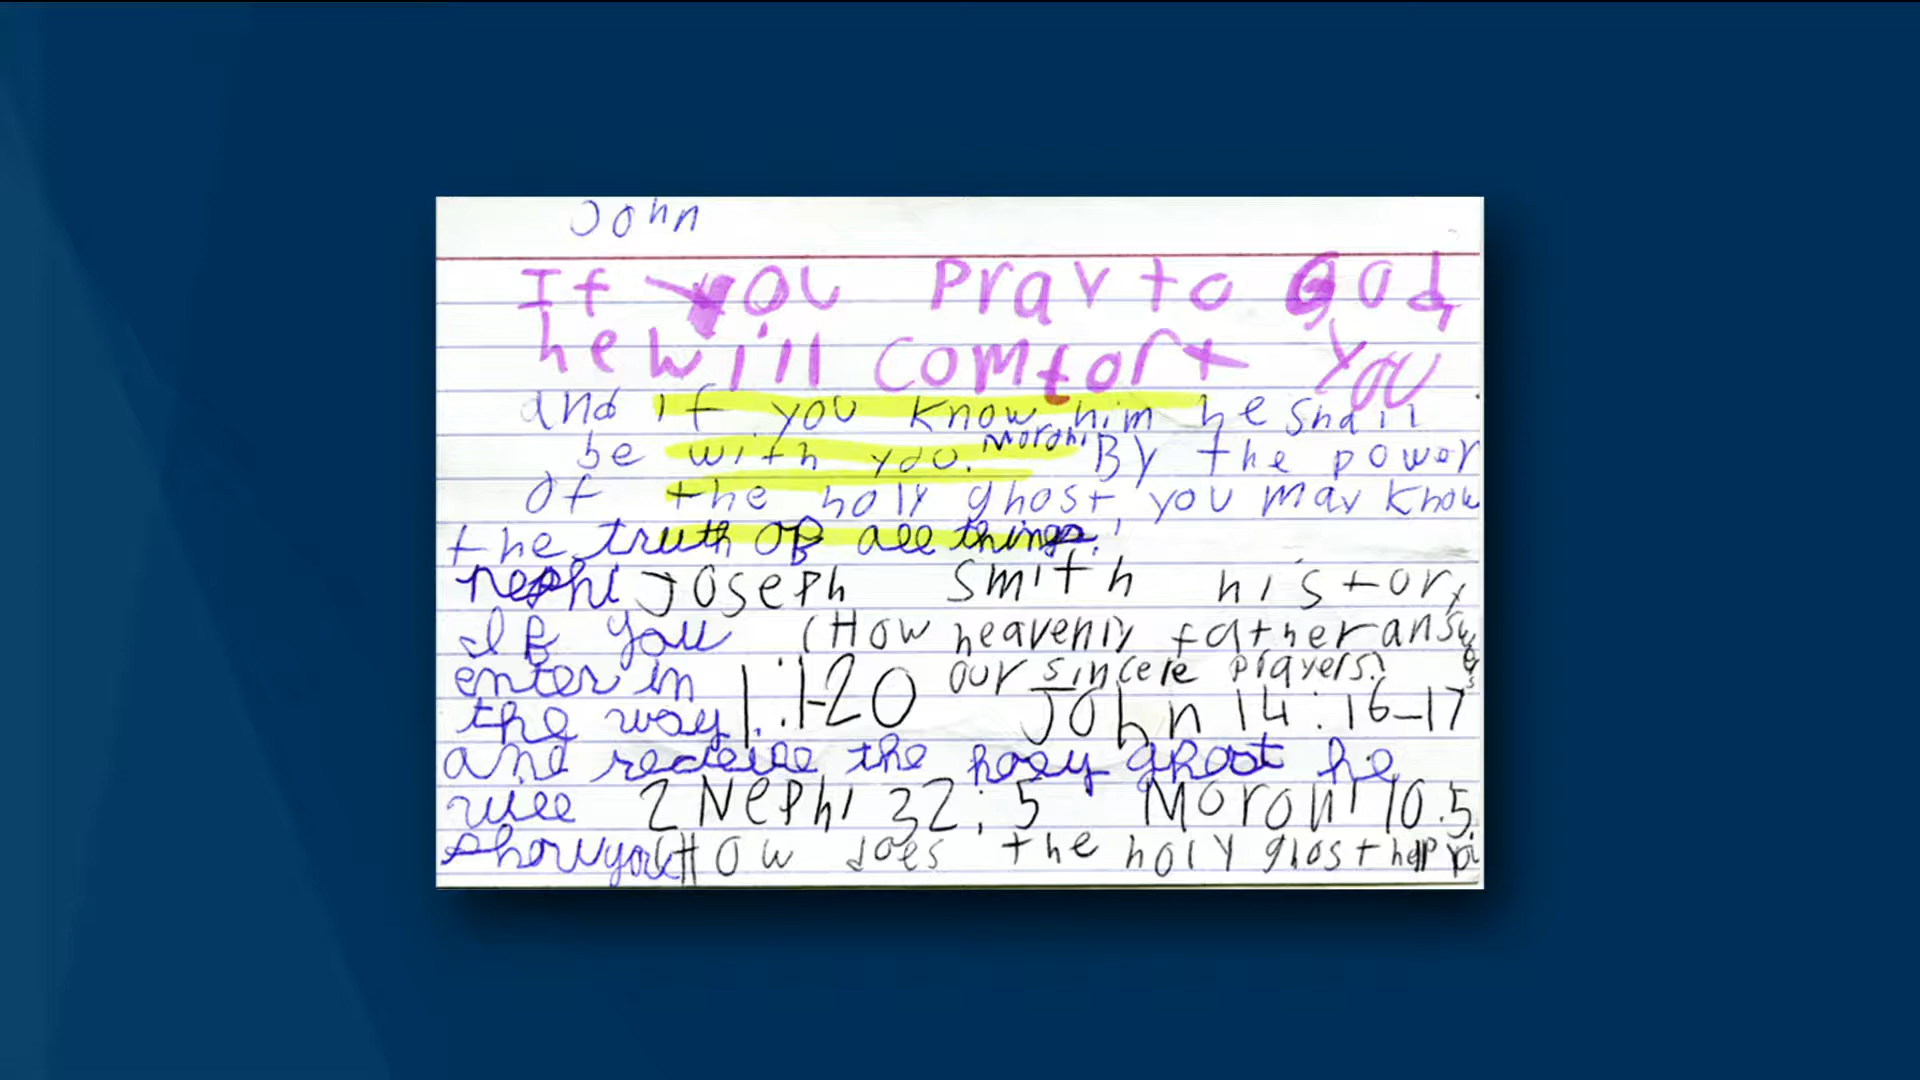 John
If you Pray to God,
he will comfort you
and if you know him he shall
be with you. Moroni By the power
of the holy ghost, you may know
the truth of all things.
Nephi Joseph Smith history
If you (How heavenly father answers
enter in 1:1-20 our sincere prayers?
the way John 14:16-17
and receive the holy ghost he
will 2 Nephi 32:5 Moroni 10.5
show you (How does the holy ghost help